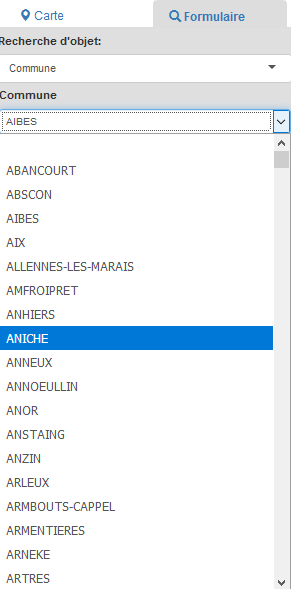 Carte
Formulaire
Recherche d'objet:
Commune
Commune
AIBES
ABANCOURT
ABSCON
AIBES
AIX
ALLENNES-LES-MARAIS
AMFROIPRET
ANHIERS
ANICHE
ANNEUX
ANNOEULLIN
ANOR
ANSTAING
ANZIN
ARLEUX
ARMBOUTS-CAPPEL
ARMENTIERES
ARNEKE
ARTRES